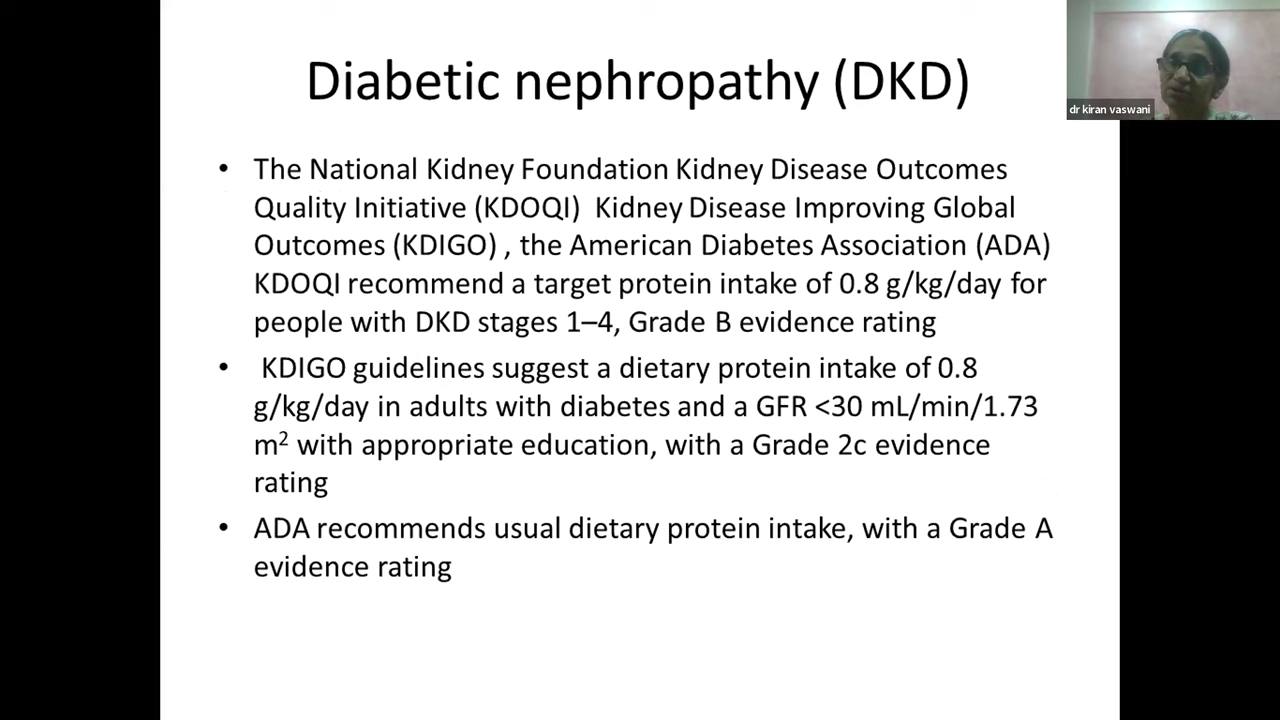 Diabetic nephropathy (DKD)
dr kiran vaswani
• The National Kidney Foundation Kidney Disease Outcomes
Quality Initiative (KDOQI) Kidney Disease Improving Global
Outcomes (KDIGO) , the American Diabetes Association (ADA)
KDOQI recommend a target protein intake of 0.8 g/kg/day for
people with DKD stages 1–4, Grade B evidence rating
• KDIGO guidelines suggest a dietary protein intake of 0.8
g/kg/day in adults with diabetes and a GFR <30 mL/min/1.73
m² with appropriate education, with a Grade 2c evidence
rating
• ADA recommends usual dietary protein intake, with a Grade A
evidence rating